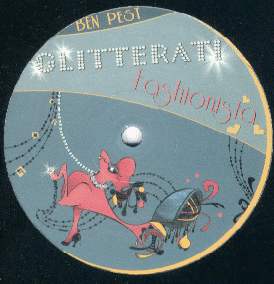 BEN PEST
GLITTERATI
Fashionista